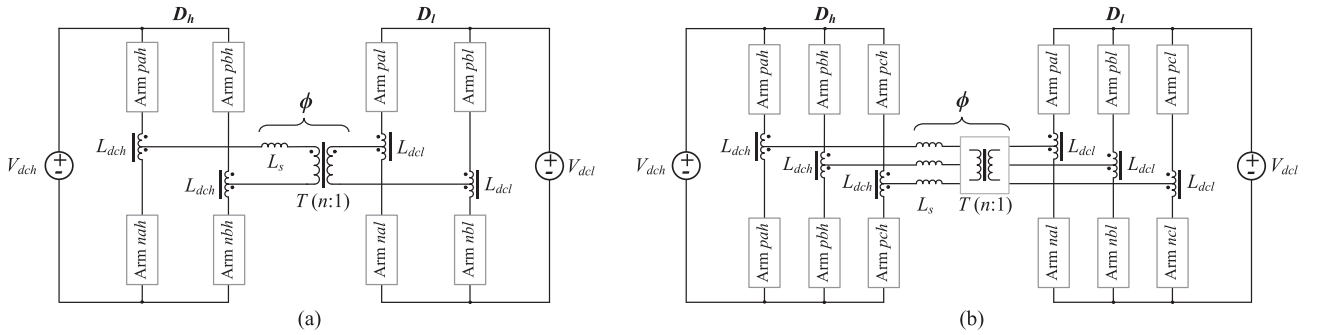 D_h
D_l
Arm pah
Arm pbh
Arm pal
Arm pbl
ϕ
L_dch
L_s
L_dcl
V_dch
V_dcl
L_dch
L_dcl
T (n:1)
Arm nah
Arm nbh
Arm nal
Arm nbl
(a)
D_h
D_l
Arm pah
Arm pbh
Arm pch
Arm pal
Arm pbl
Arm pcl
ϕ
L_dch
L_dcl
V_dch
L_dch
L_dcl
V_dcl
L_dch
L_dcl
L_s
T (n:1)
Arm pah
Arm pbh
Arm pch
Arm nal
Arm nbl
Arm ncl
(b)